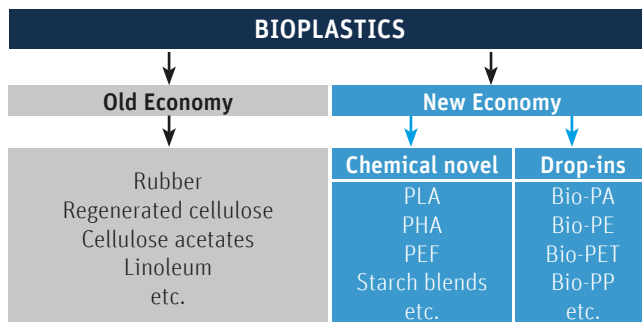 BIOPLASTICS
Old Economy
New Economy
Rubber
Regenerated cellulose
Cellulose acetates
Linoleum
etc.
Chemical novel
PLA
PHA
PEF
Starch blends
etc.
Drop-ins
Bio-PA
Bio-PE
Bio-PET
Bio-PP
etc.